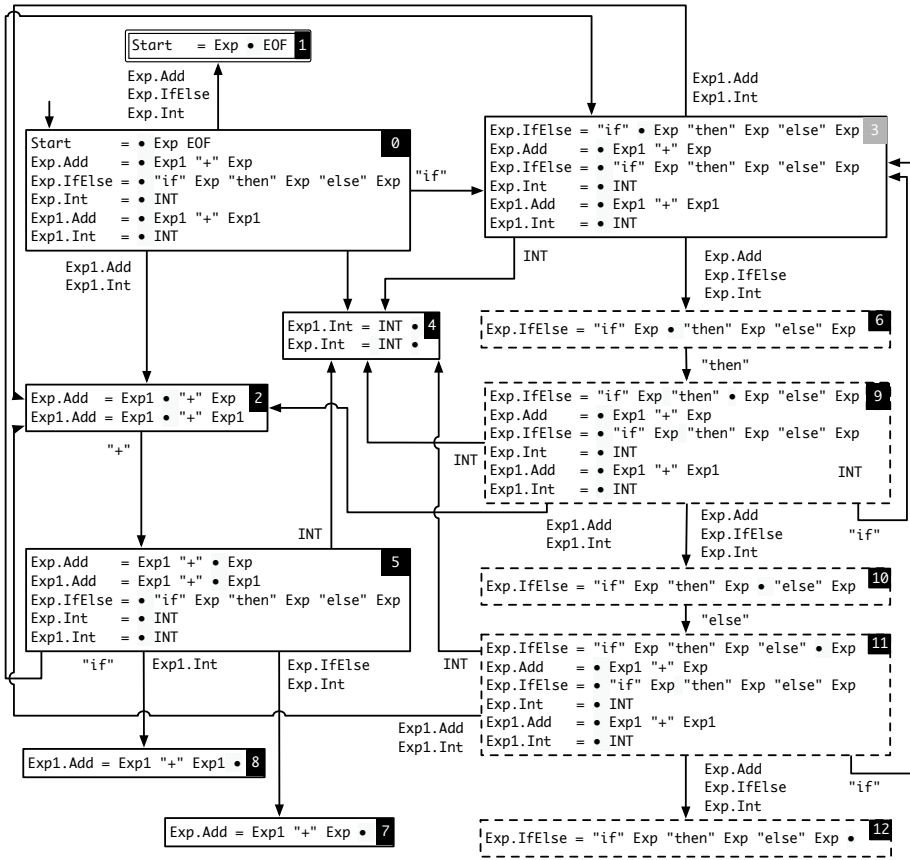 Start = Exp • EOF 1
Exp.Add
Exp.IfElse
Exp.Int
Exp1.Add
Exp1.Int
Start = • Exp EOF 0
Exp.Add = • Exp1 "+" Exp
Exp.IfElse = • "if" Exp "then" Exp "else" Exp
Exp.Int = • INT
Exp1.Add = • Exp1 "+" Exp1
Exp1.Int = • INT
"if"
Exp.IfElse = "if" • Exp "then" Exp "else" Exp 3
Exp.Add = • Exp1 "+" Exp
Exp.IfElse = • "if" Exp "then" Exp "else" Exp
Exp.Int = • INT
Exp1.Add = • Exp1 "+" Exp1
Exp1.Int = • INT
Exp1.Add
Exp1.Int
INT
Exp.Add
Exp.IfElse
Exp.Int
Exp1.Int = INT • 4
Exp.Int = INT •
Exp.IfElse = "if" Exp • "then" Exp "else" Exp 6
"then"
Exp.Add = Exp1 • "+" Exp 2
Exp1.Add = Exp1 • "+" Exp1
"+"
Exp.IfElse = "if" Exp "then" • Exp "else" Exp 9
Exp.Add = • Exp1 "+" Exp
Exp.IfElse = • "if" Exp "then" Exp "else" Exp
Exp.Int = • INT
Exp1.Add = • Exp1 "+" Exp1 INT
Exp1.Int = • INT
INT
Exp1.Add
Exp1.Int
Exp.Add
Exp.IfElse
Exp.Int
"if"
INT
Exp.Add = Exp1 "+" • Exp 5
Exp1.Add = Exp1 "+" • Exp1
Exp.IfElse = • "if" Exp "then" Exp "else" Exp
Exp.Int = • INT
Exp1.Int = • INT
Exp.IfElse = "if" Exp "then" Exp • "else" Exp 10
"else"
"if"
Exp1.Int
Exp.IfElse
Exp.Int
INT
Exp.IfElse = "if" Exp "then" Exp "else" • Exp 11
Exp.Add = • Exp1 "+" Exp
Exp.IfElse = • "if" Exp "then" Exp "else" Exp
Exp.Int = • INT
Exp1.Add = • Exp1 "+" Exp1
Exp1.Int = • INT
Exp1.Add
Exp1.Int
Exp1.Add = Exp1 "+" Exp1 • 8
Exp.Add
Exp.IfElse
Exp.Int
"if"
Exp.Add = Exp1 "+" Exp • 7
Exp.IfElse = "if" Exp "then" Exp "else" Exp • 12